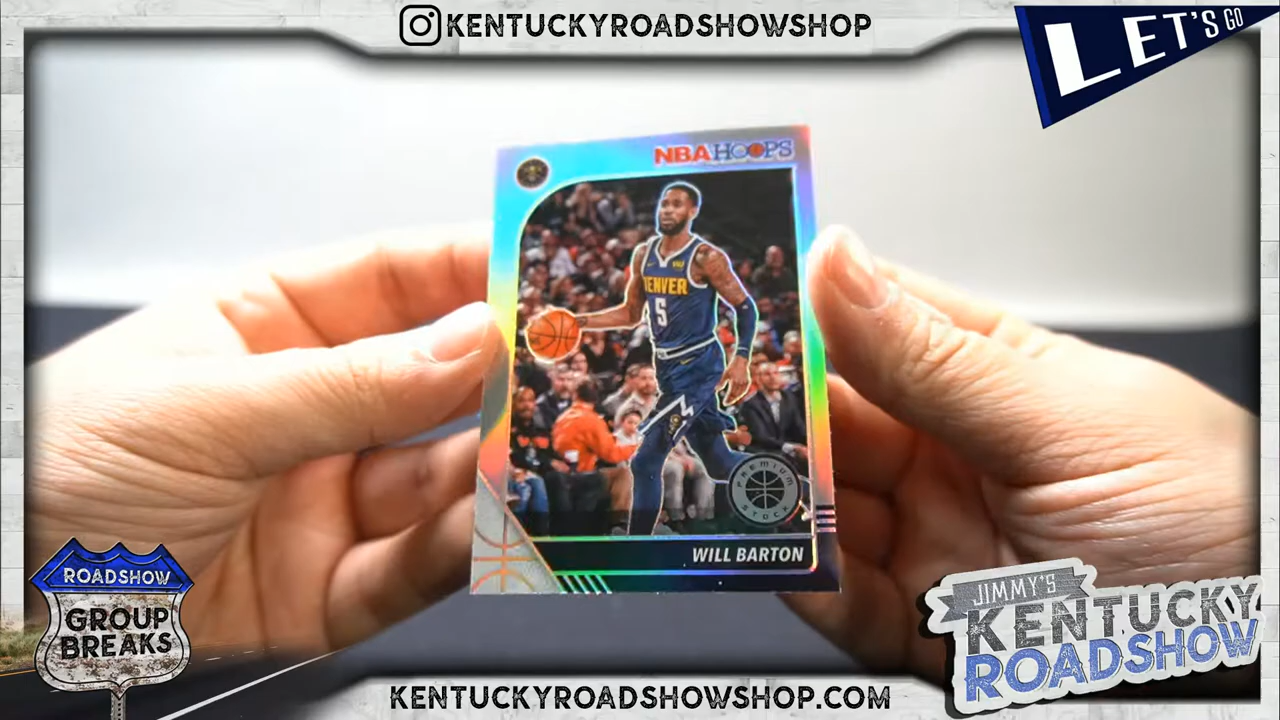 KENTUCKYROADSHOWSHOP
LET'S GO
NBA HOOPS
DENVER
5
PREMIUM
STOCK
WILL BARTON
ROADSHOW
GROUP
BREAKS
JIMMY'S
KENTUCKY
ROADSHOW
KENTUCKYROADSHOWSHOP.COM